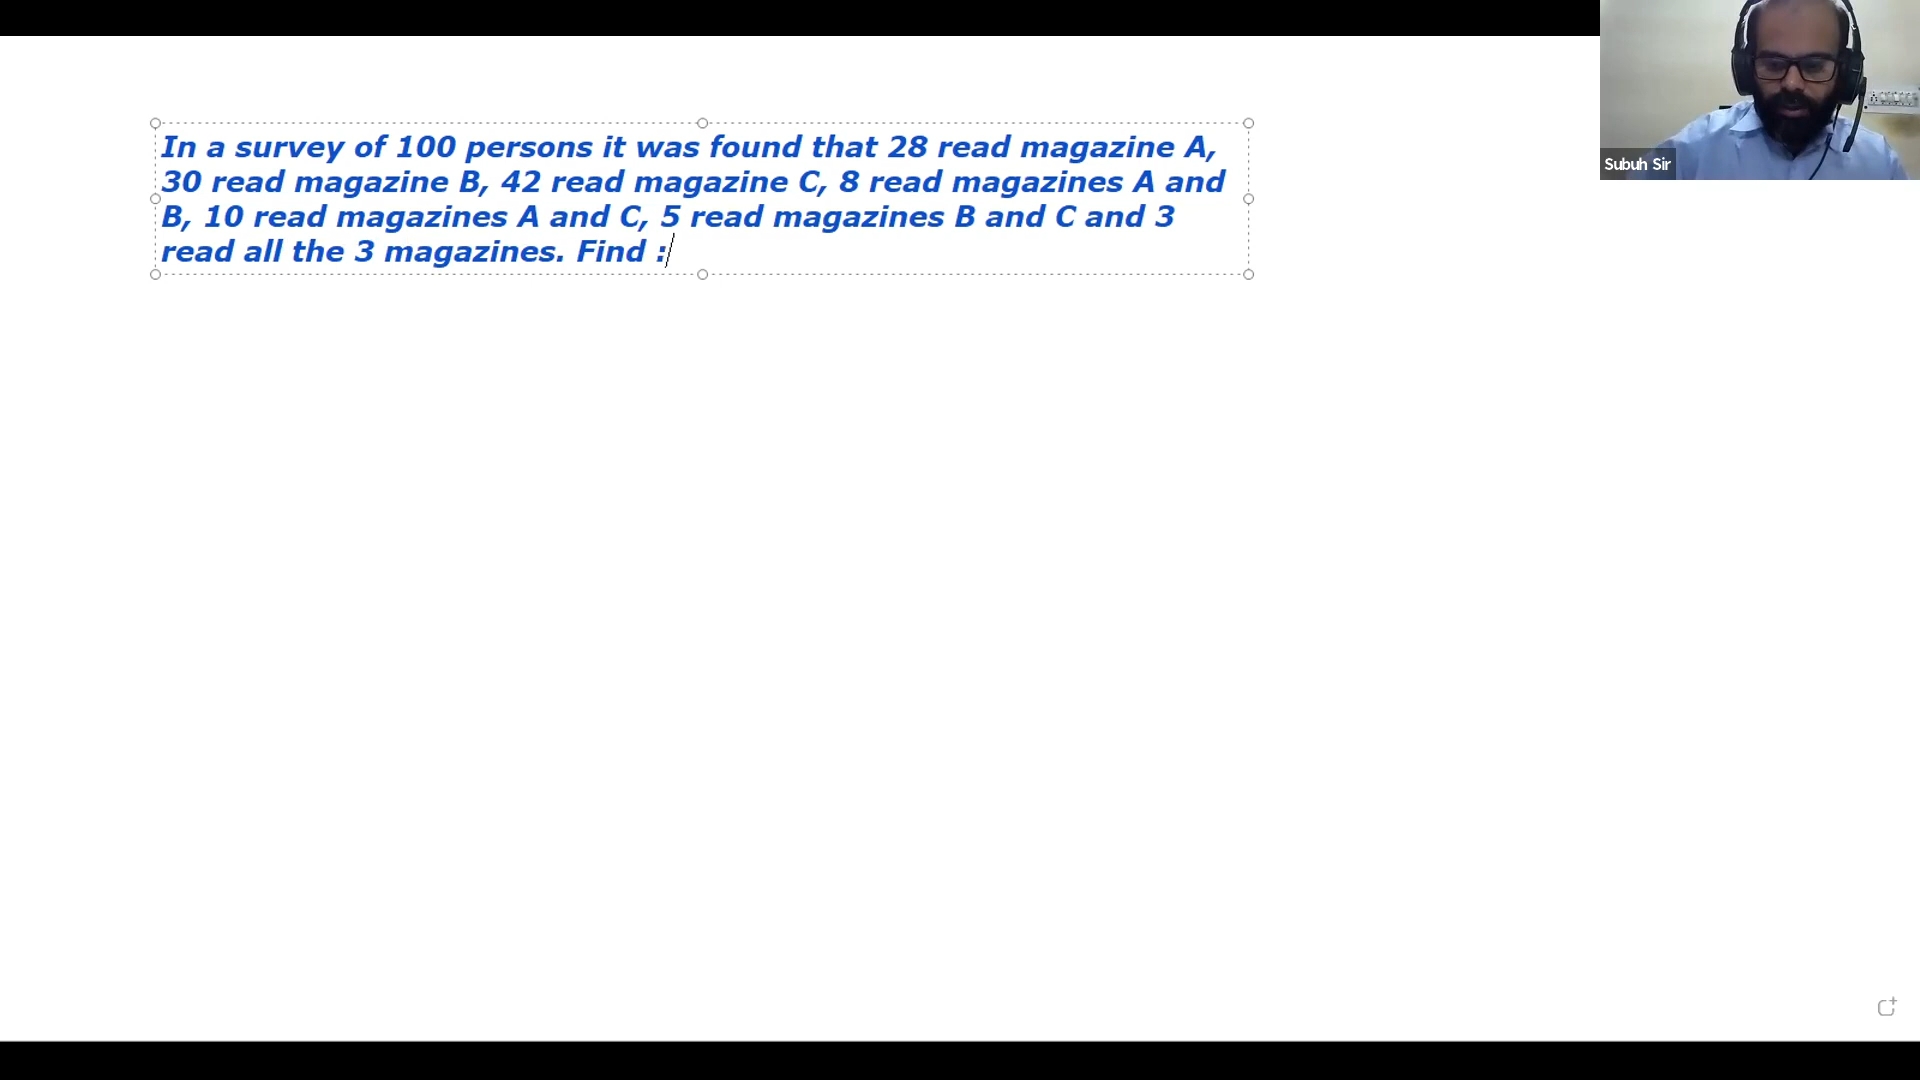 In a survey of 100 persons it was found that 28 read magazine A,
30 read magazine B, 42 read magazine C, 8 read magazines A and
B, 10 read magazines A and C, 5 read magazines B and C and 3
read all the 3 magazines. Find :
Subuh Sir